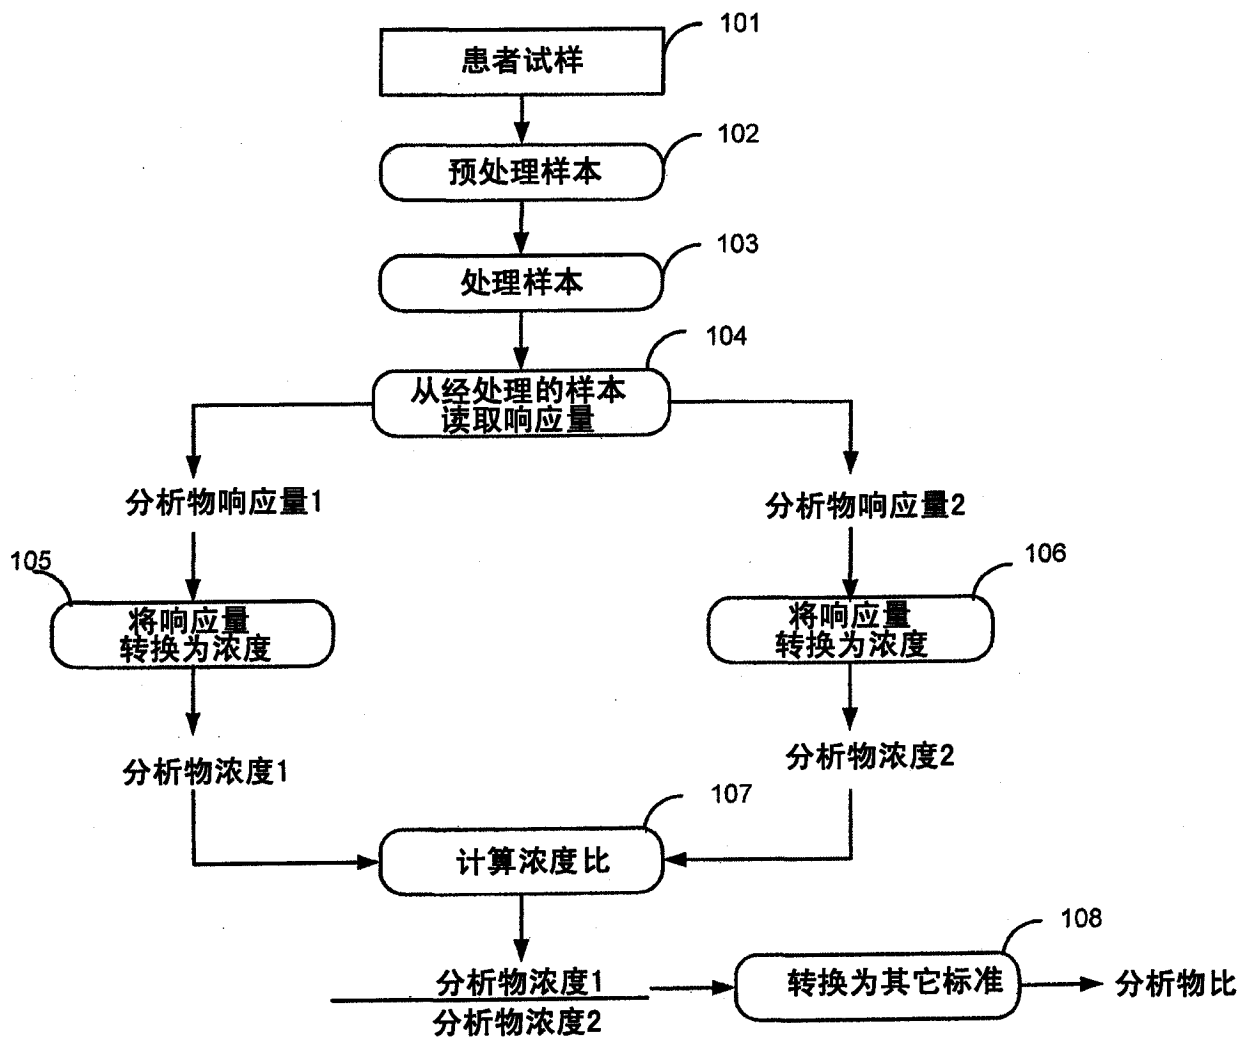 101
患者试样
102
预处理样本
103
处理样本
104
从经处理的样本
读取响应量
分析物响应量1
分析物响应量2
105
将响应量
转换为浓度
106
将响应量
转换为浓度
分析物浓度1
分析物浓度2
107
计算浓度比
108
分析物浓度1
分析物浓度2
转换为其它标准
分析物比